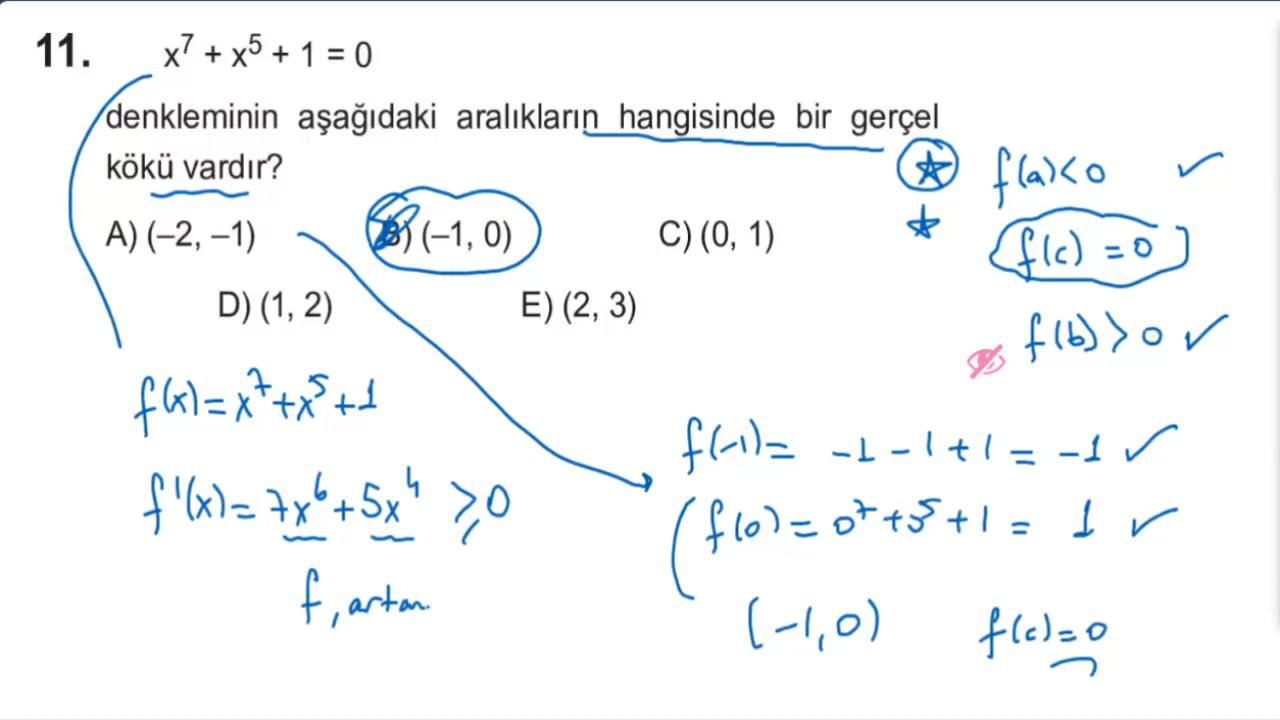 11. x⁷ + x⁵ + 1 = 0
denkleminin aşağıdaki aralıkların hangisinde bir gerçel
kökü vardır?
A) (–2, –1) B) (–1, 0) C) (0, 1)
D) (1, 2) E) (2, 3)
f(a)<0
f(c) = 0
f(b) > 0
f(x) = x⁷ + x⁵ + 1
f'(x) = 7x⁶ + 5x⁴ ≥ 0
f, artan.
f(-1) = -1 - 1 + 1 = -1
f(0) = 0⁷ + 0⁵ + 1 = 1
(-1, 0) f(c) = 0